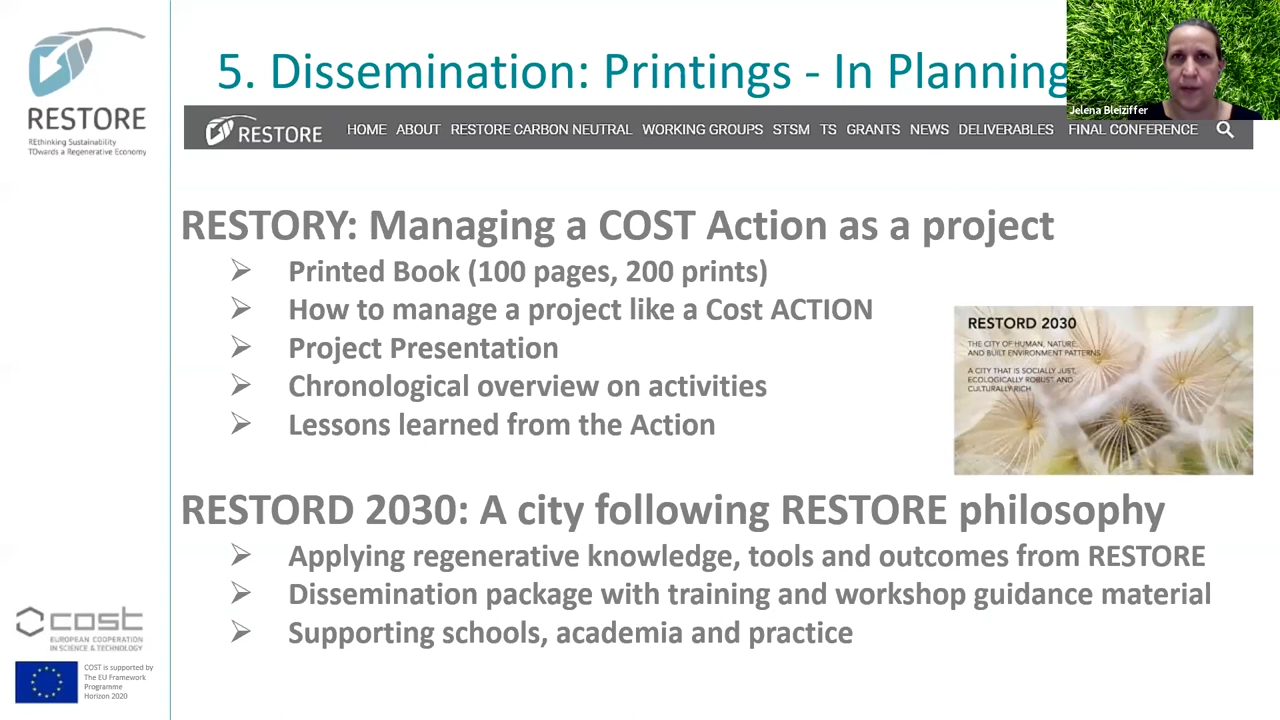 5. Dissemination: Printings - In Planning
Jelena Bleiziffer
RESTORE
REthinking Sustainability
TOwards a Regenerative Economy
RESTORE HOME ABOUT RESTORE CARBON NEUTRAL WORKING GROUPS STSM TS GRANTS NEWS DELIVERABLES FINAL CONFERENCE
RESTORY: Managing a COST Action as a project
Printed Book (100 pages, 200 prints)
How to manage a project like a Cost ACTION
Project Presentation
Chronological overview on activities
Lessons learned from the Action
RESTORD 2030
THE CITY OF HUMAN, NATURE,
AND BUILT ENVIRONMENT PATTERNS
A CITY THAT IS SOCIALLY JUST,
ECOLOGICALLY ROBUST AND
CULTURALLY RICH
RESTORD 2030: A city following RESTORE philosophy
Applying regenerative knowledge, tools and outcomes from RESTORE
Dissemination package with training and workshop guidance material
Supporting schools, academia and practice
cost
EUROPEAN COOPERATION
IN SCIENCE & TECHNOLOGY
COST is supported by
The EU Framework
Programme
Horizon 2020